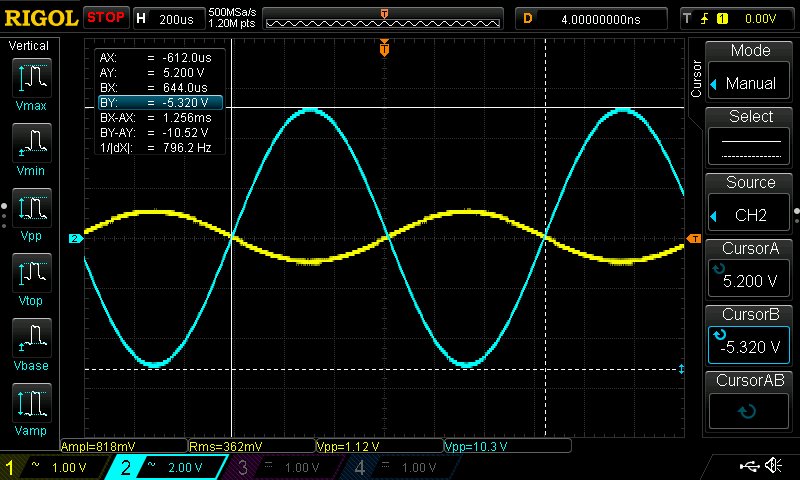 RIGOL STOP H 200us 500MSa/s 1.20M pts D 4.00000000ns T 1 0.00V
Vertical
Vmax
Vmin
Vpp
Vtop
Vbase
Vamp
AX: = -612.0us
AY: = 5.200 V
BX: = 644.0us
BY: = -5.320 V
BX-AX: = 1.256ms
BY-AY: = -10.52 V
1/|dX|: = 796.2 Hz
T
2
T
Cursor
Mode
Manual
Select
Source
CH2
CursorA
5.200 V
CursorB
-5.320 V
CursorAB
Ampl=818mV Rms=362mV Vpp=1.12 V Vpp=10.3 V
1 ~ 1.00 V 2 ~ 2.00 V 3 ~ 1.00 V 4 ~ 1.00 V